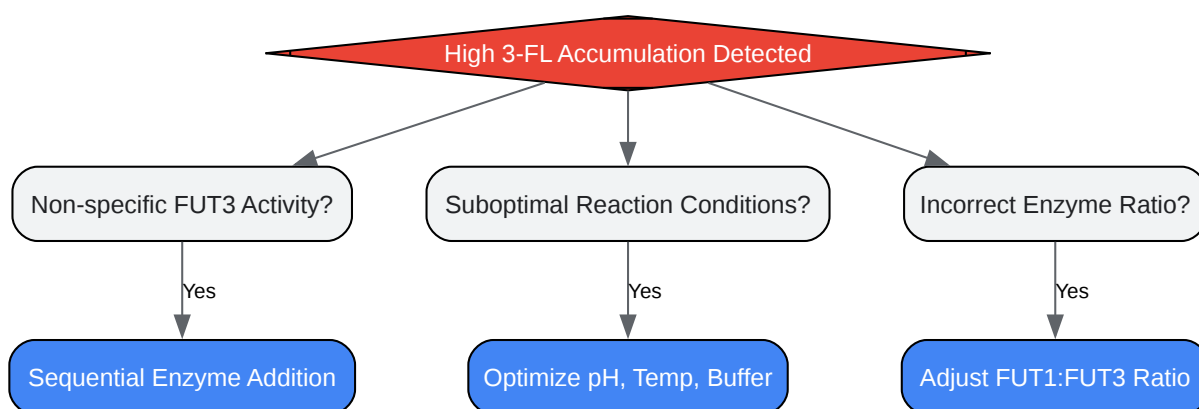 High 3-FL Accumulation Detected
Non-specific FUT3 Activity?
Suboptimal Reaction Conditions?
Incorrect Enzyme Ratio?
Yes
Yes
Yes
Sequential Enzyme Addition
Optimize pH, Temp, Buffer
Adjust FUT1:FUT3 Ratio